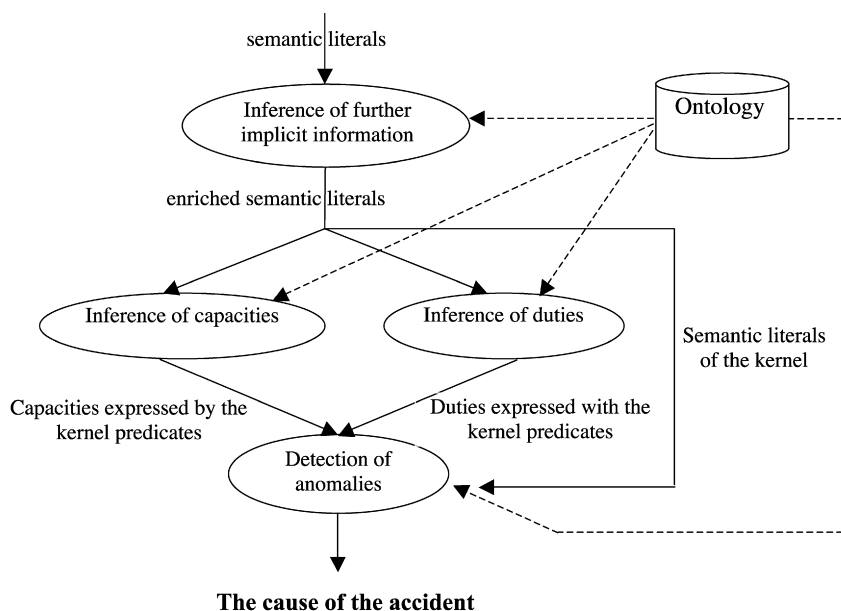 semantic literals
Inference of further
implicit information
Ontology
enriched semantic literals
Inference of capacities
Inference of duties
Semantic literals
of the kernel
Capacities expressed by the
kernel predicates
Duties expressed with the
kernel predicates
Detection of
anomalies
The cause of the accident